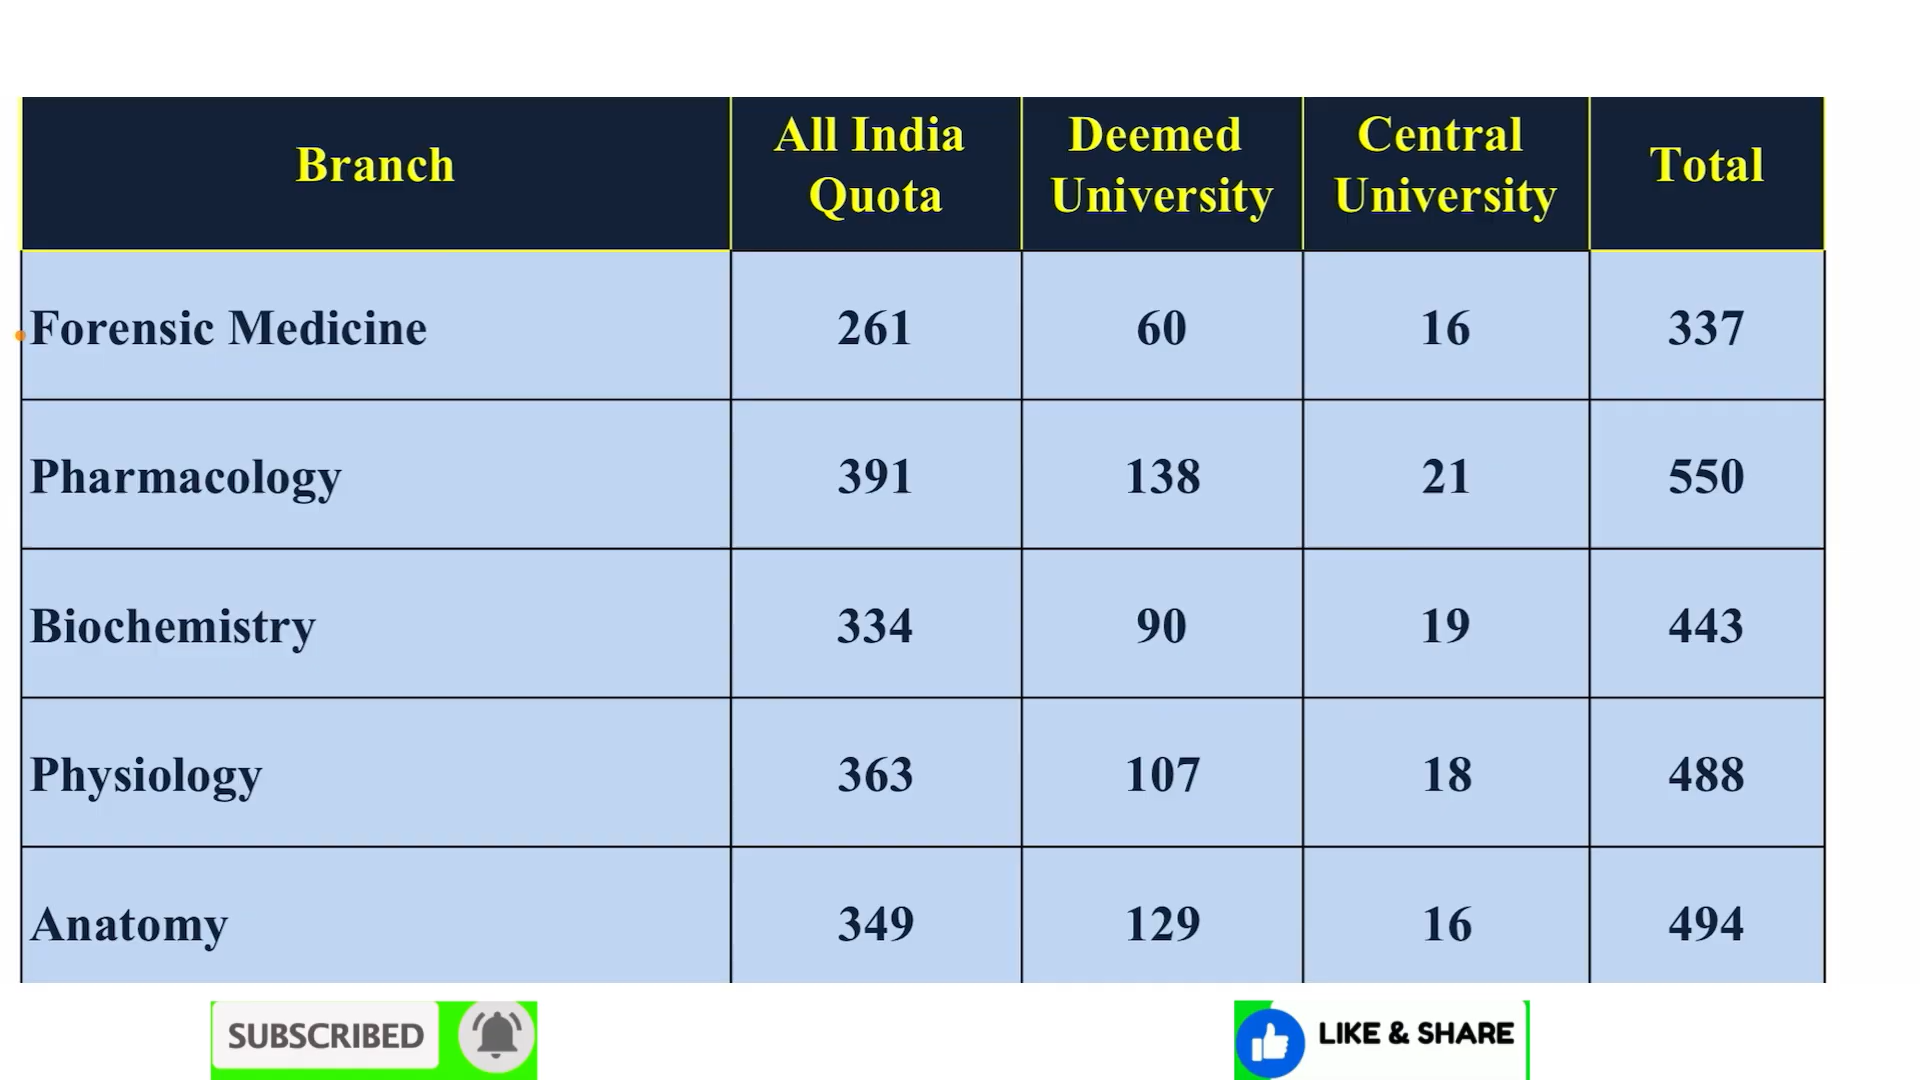 Branch All India Quota Deemed University Central University Total
Forensic Medicine 261 60 16 337
Pharmacology 391 138 21 550
Biochemistry 334 90 19 443
Physiology 363 107 18 488
Anatomy 349 129 16 494
SUBSCRIBED LIKE & SHARE